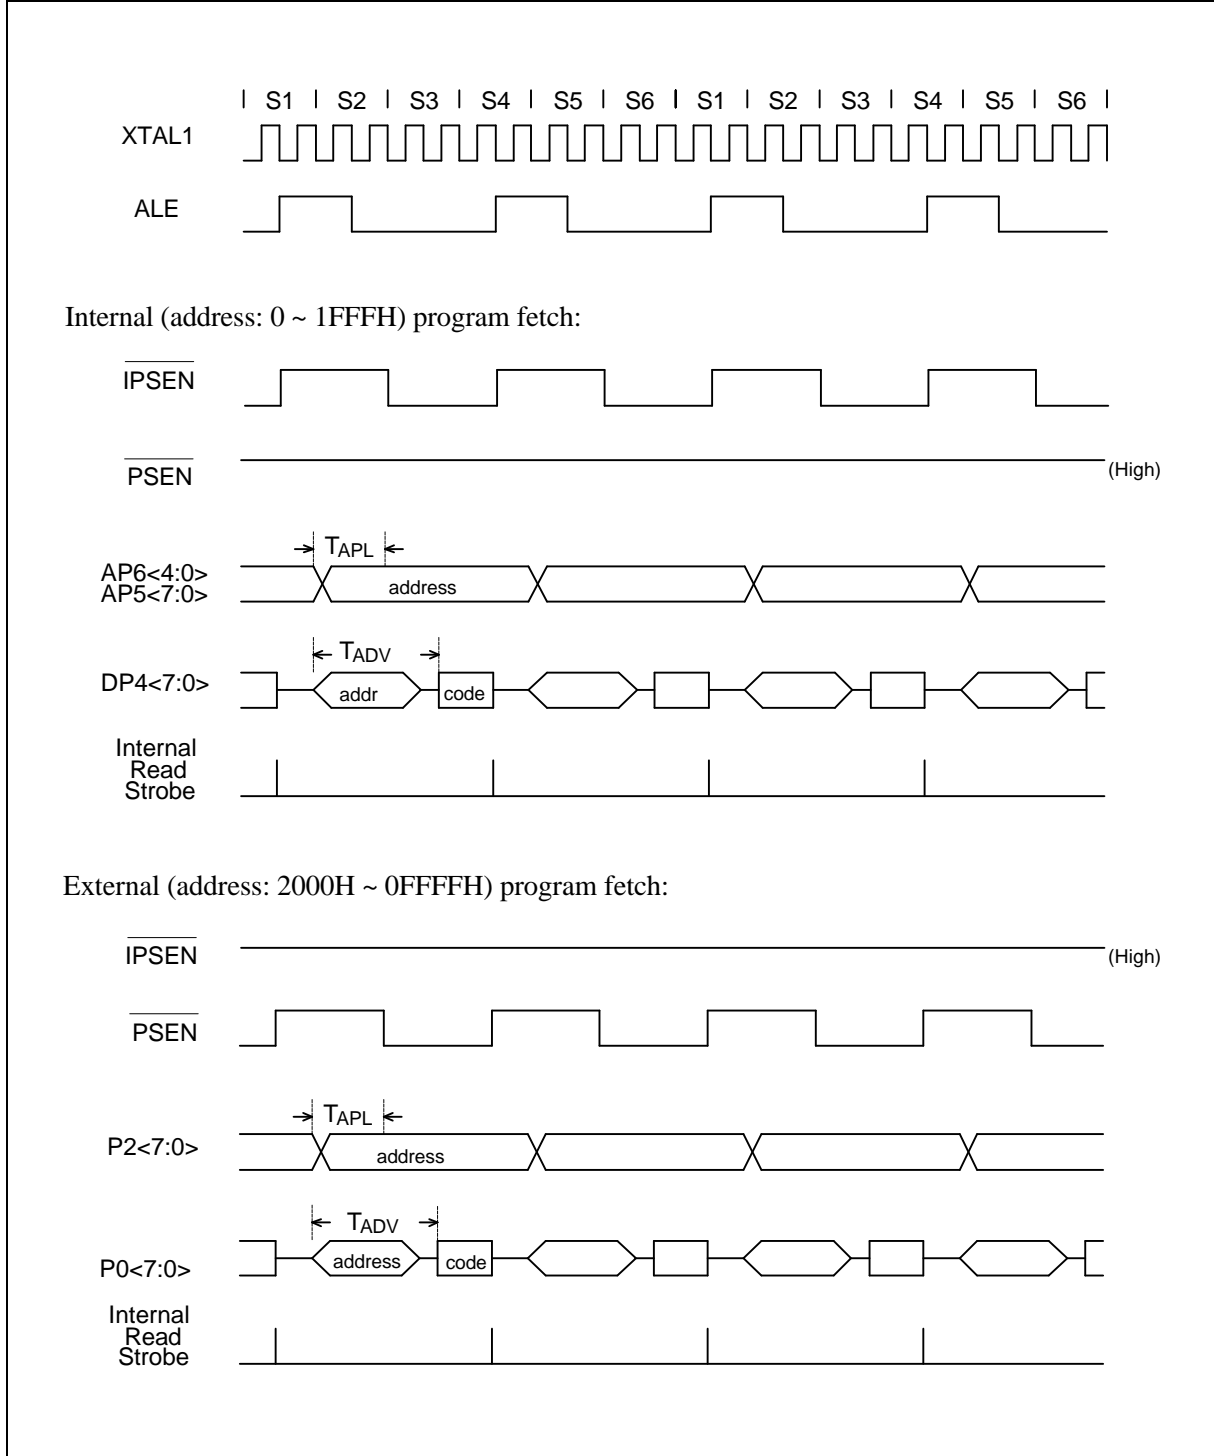 S1 S2 S3 S4 S5 S6 S1 S2 S3 S4 S5 S6
XTAL1
ALE
Internal (address: 0 ~ 1FFFH) program fetch:
IPSEN
PSEN
(High)
TAPL
AP6<4:0>
AP5<7:0>
address
TADV
DP4<7:0>
addr code
Internal
Read
Strobe
External (address: 2000H ~ 0FFFFH) program fetch:
IPSEN
(High)
PSEN
TAPL
P2<7:0>
address
TADV
P0<7:0>
address code
Internal
Read
Strobe